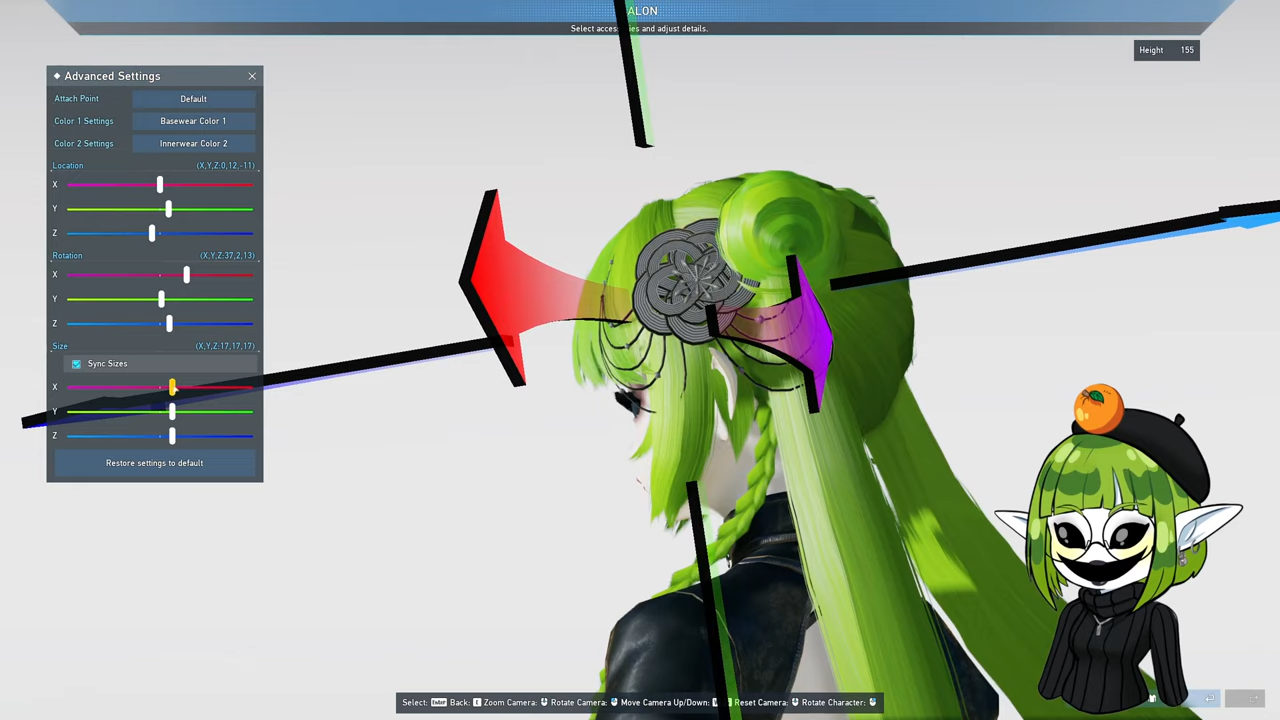 ALON
Select acces ies and adjust details.
Height 155
Advanced Settings
Attach Point Default
Color 1 Settings Basewear Color 1
Color 2 Settings Innerwear Color 2
Location (X,Y,Z:0,12,-11)
X
Y
Z
Rotation (X,Y,Z:37,2,13)
X
Y
Z
Size (X,Y,Z:17,17,17)
Sync Sizes
X
Y
Z
Restore settings to default
Select: Enter Back: Zoom Camera: Rotate Camera: Move Camera Up/Down: Reset Camera: Rotate Character: